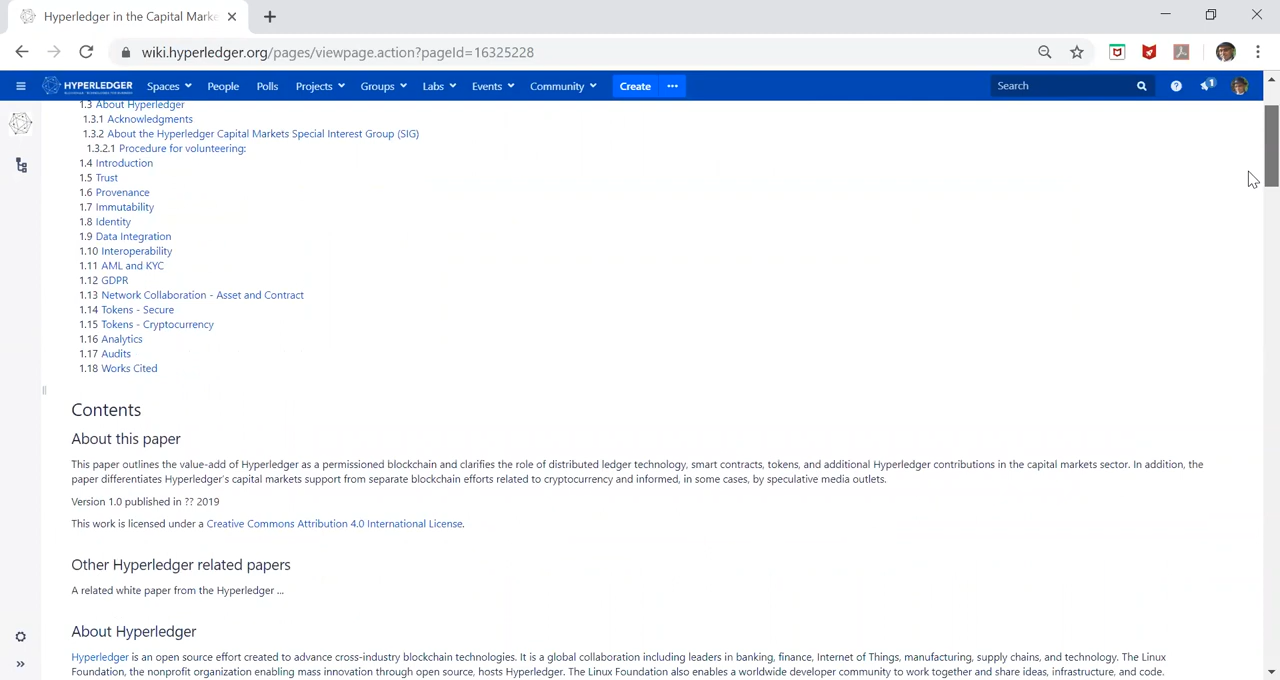 Hyperledger in the Capital Marke
wiki.hyperledger.org/pages/viewpage.action?pageId=16325228
HYPERLEDGER Spaces People Polls Projects Groups Labs Events Community Create ••• Search 1
1.3 About Hyperledger
1.3.1 Acknowledgments
1.3.2 About the Hyperledger Capital Markets Special Interest Group (SIG)
1.3.2.1 Procedure for volunteering:
1.4 Introduction
1.5 Trust
1.6 Provenance
1.7 Immutability
1.8 Identity
1.9 Data Integration
1.10 Interoperability
1.11 AML and KYC
1.12 GDPR
1.13 Network Collaboration - Asset and Contract
1.14 Tokens - Secure
1.15 Tokens - Cryptocurrency
1.16 Analytics
1.17 Audits
1.18 Works Cited
Contents
About this paper
This paper outlines the value-add of Hyperledger as a permissioned blockchain and clarifies the role of distributed ledger technology, smart contracts, tokens, and additional Hyperledger contributions in the capital markets sector. In addition, the
paper differentiates Hyperledger's capital markets support from separate blockchain efforts related to cryptocurrency and informed, in some cases, by speculative media outlets.
Version 1.0 published in ?? 2019
This work is licensed under a Creative Commons Attribution 4.0 International License.
Other Hyperledger related papers
A related white paper from the Hyperledger ...
About Hyperledger
Hyperledger is an open source effort created to advance cross-industry blockchain technologies. It is a global collaboration including leaders in banking, finance, Internet of Things, manufacturing, supply chains, and technology. The Linux
Foundation, the nonprofit organization enabling mass innovation through open source, hosts Hyperledger. The Linux Foundation also enables a worldwide developer community to work together and share ideas, infrastructure, and code.